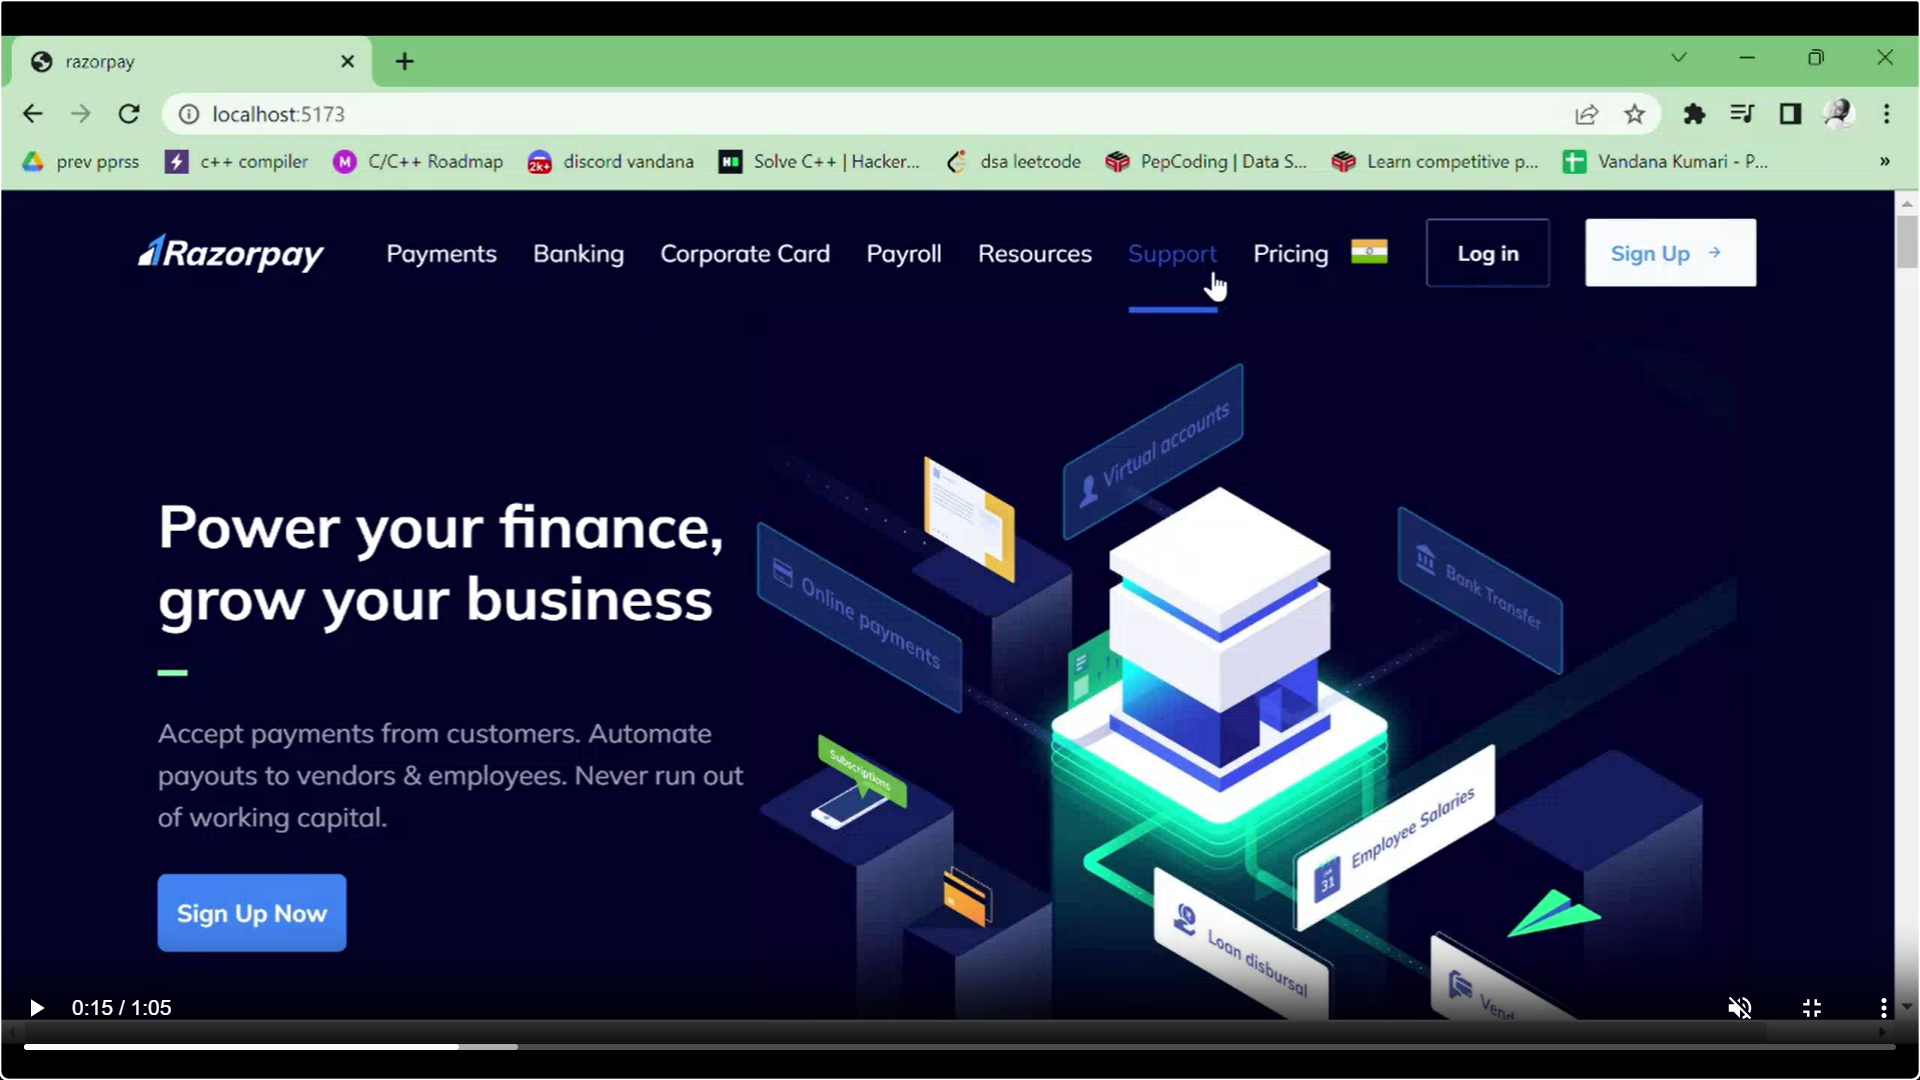 razorpay
localhost:5173
prev pprss
c++ compiler
M
C/C++ Roadmap
2k+
discord vandana
Solve C++ | Hacker...
dsa leetcode
PepCoding | Data S...
Learn competitive p...
Vandana Kumari - P...
»
Razorpay
Payments
Banking
Corporate Card
Payroll
Resources
Support
Pricing
Log in
Sign Up →
Virtual accounts
Power your finance,
grow your business
Online payments
Bank Transfer
Accept payments from customers. Automate
payouts to vendors & employees. Never run out
of working capital.
Subscriptions
Employee Salaries
31
Sign Up Now
Loan disbursal
0:15 / 1:05